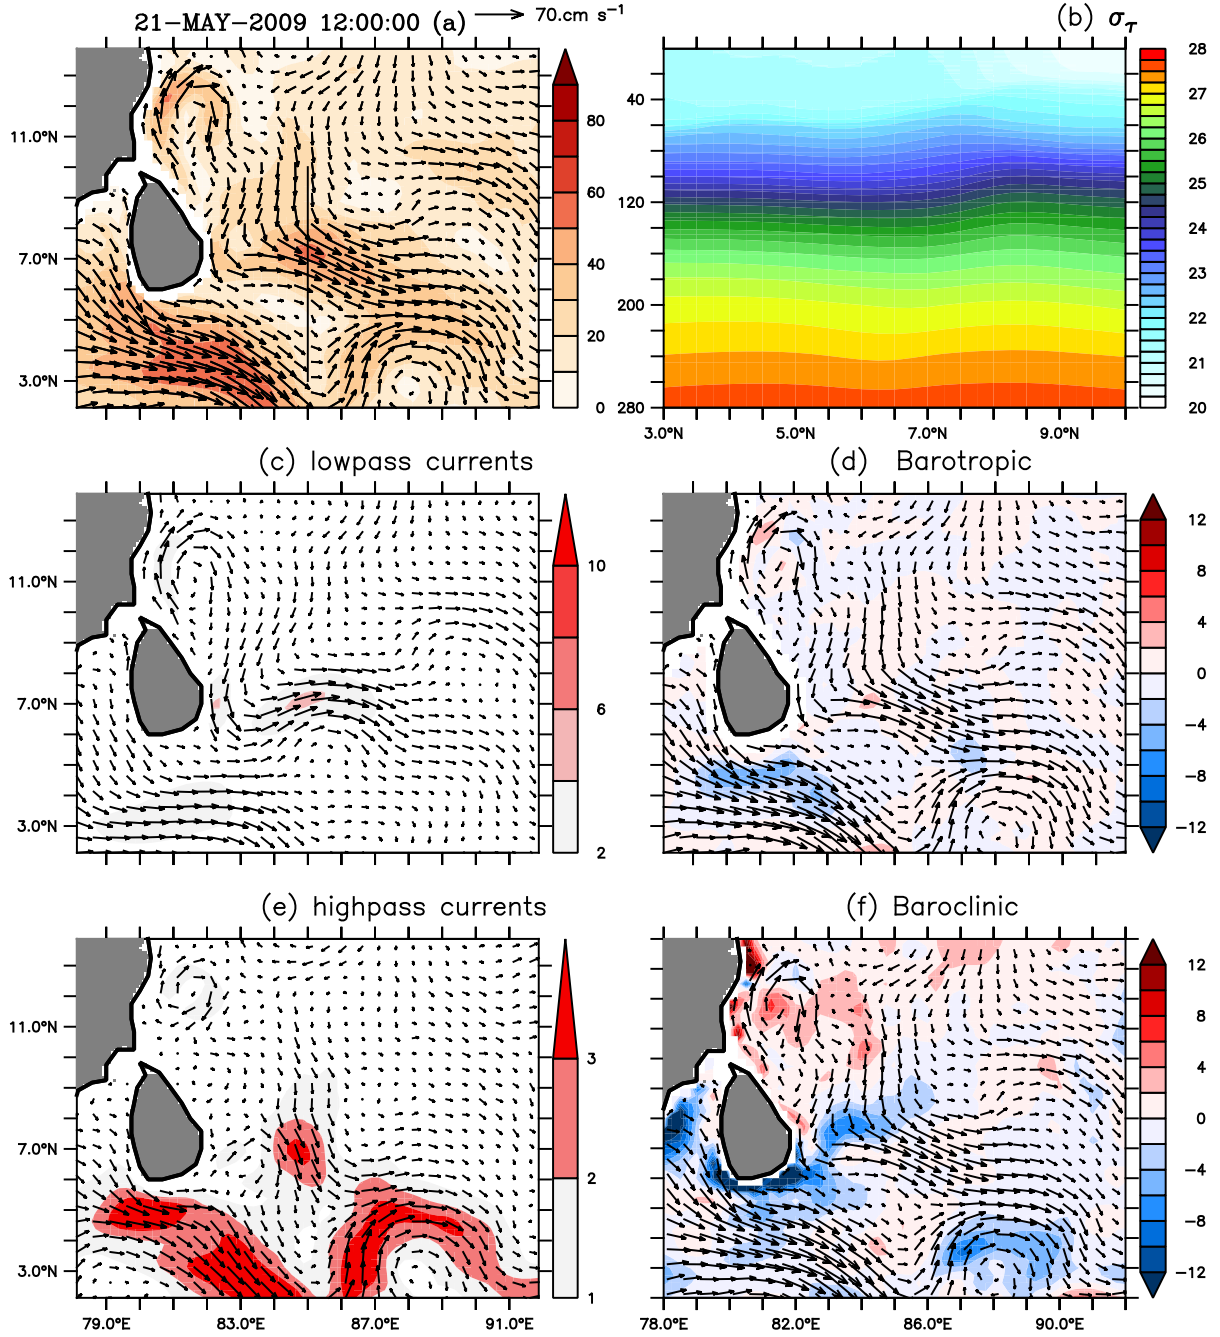 21-MAY-2009 12:00:00 (a)
70.cm s⁻¹
(b) στ
11.0°N
7.0°N
3.0°N
80
60
40
20
0
40
120
200
280
3.0°N 5.0°N 7.0°N 9.0°N
28
27
26
25
24
23
22
21
20
(c) lowpass currents
11.0°N
7.0°N
3.0°N
10
6
2
(d) Barotropic
12
8
4
0
−4
−8
−12
(e) highpass currents
11.0°N
7.0°N
3.0°N
79.0°E 83.0°E 87.0°E 91.0°E
3
2
1
(f) Baroclinic
78.0°E 82.0°E 86.0°E 90.0°E
12
8
4
0
−4
−8
−12